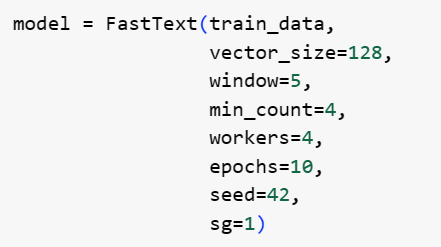 model = FastText(train_data,
                 vector_size=128,
                 window=5,
                 min_count=4,
                 workers=4,
                 epochs=10,
                 seed=42,
                 sg=1)